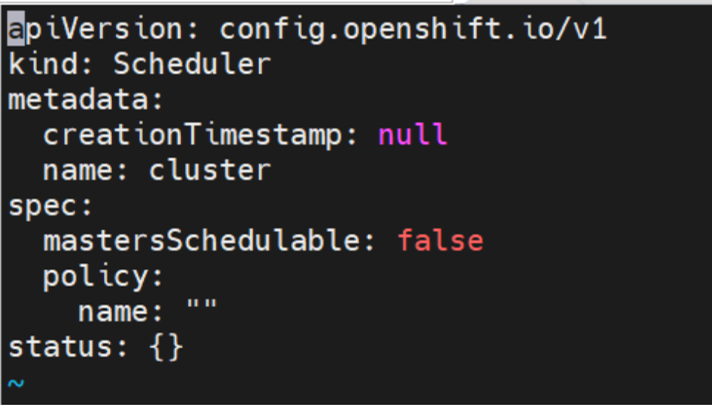 apiVersion: config.openshift.io/v1
kind: Scheduler
metadata:
  creationTimestamp: null
  name: cluster
spec:
  mastersSchedulable: false
  policy:
    name: ""
status: {}
~